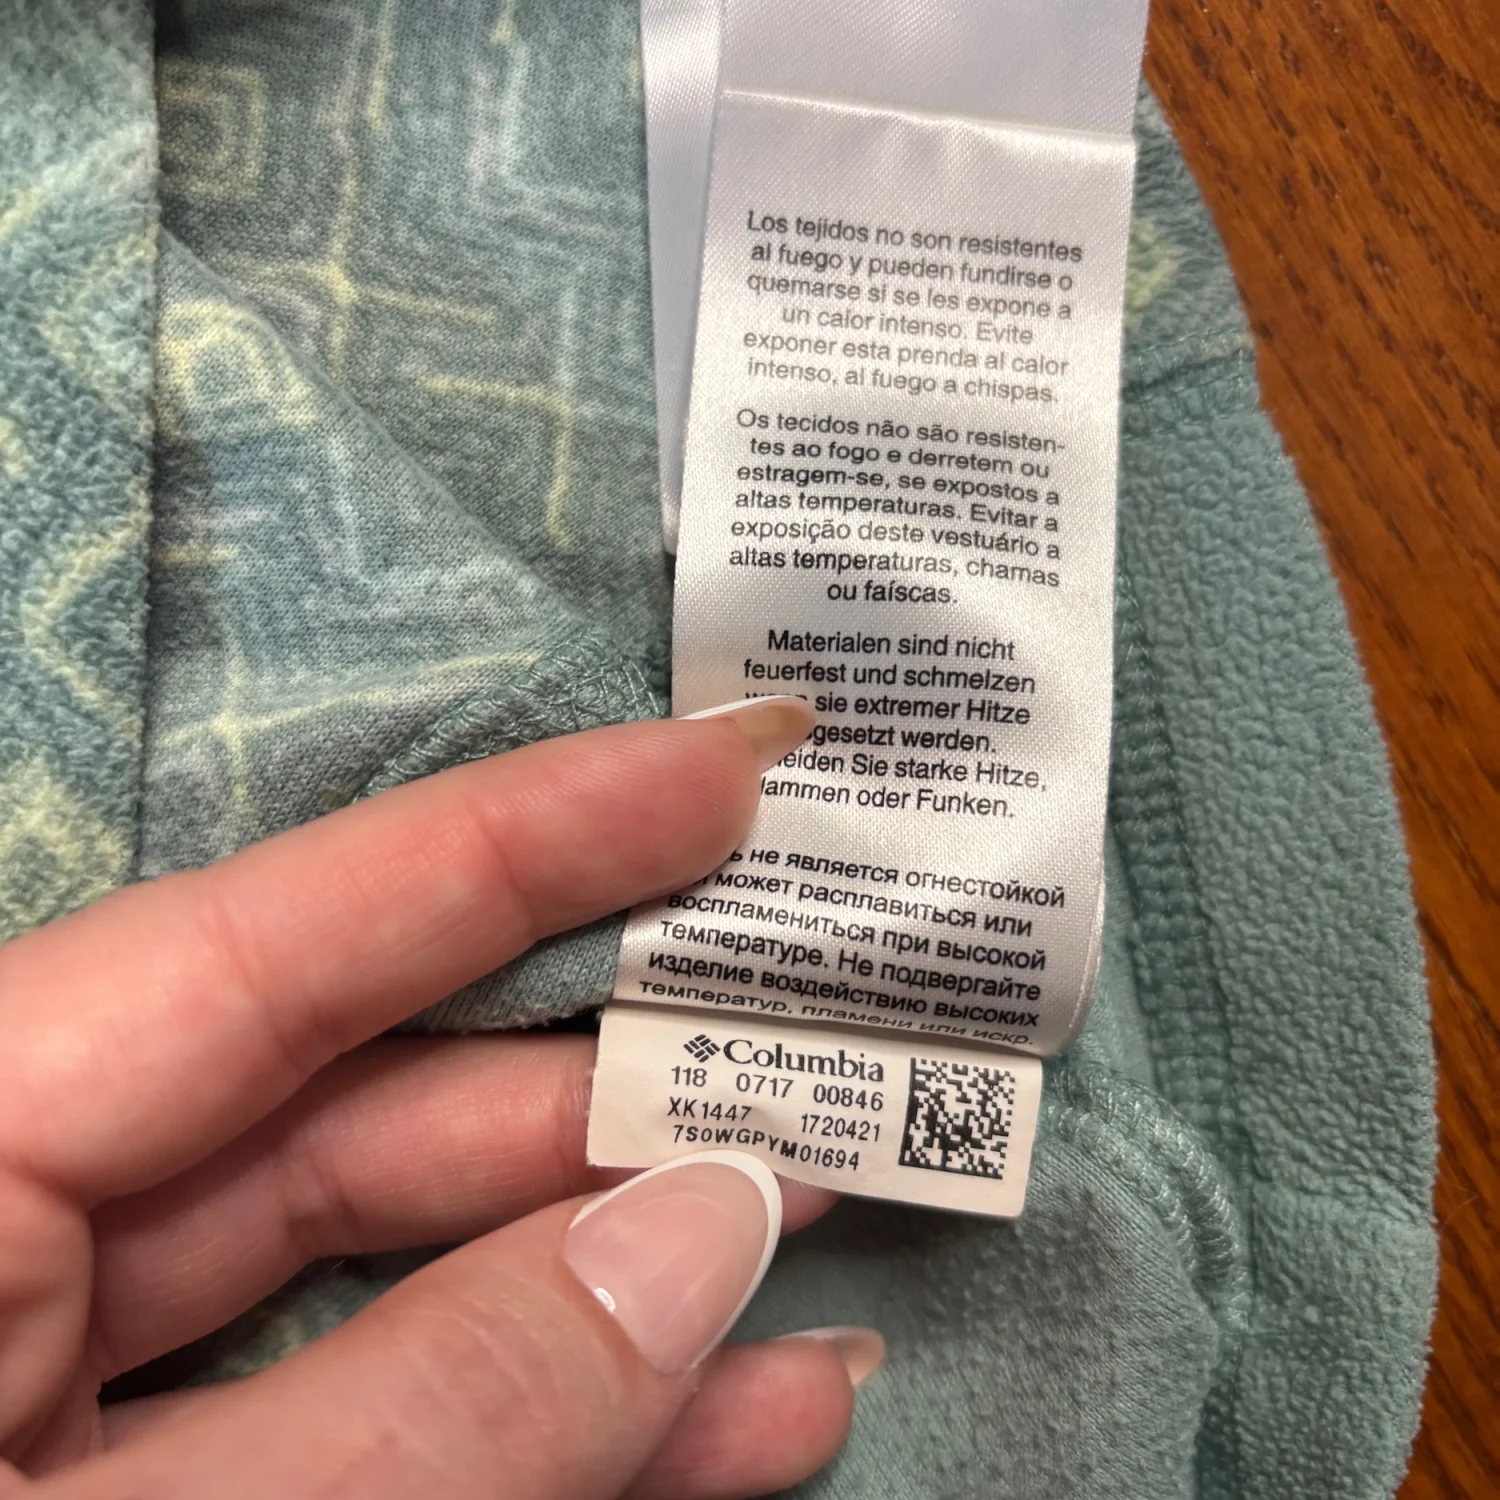 Los tejidos no son resistentes
al fuego y pueden fundirse o
quemarse si se les expone a
un calor intenso. Evite
exponer esta prenda al calor
intenso, al fuego a chispas.
Os tecidos não são resisten-
tes ao fogo e derretem ou
estragem-se, se expostos a
altas temperaturas. Evitar a
exposição deste vestuário a
altas temperaturas, chamas
ou faíscas.
Materialen sind nicht
feuerfest und schmelzen
sie extremer Hitze
gesetzt werden.
eiden Sie starke Hitze,
lammen oder Funken.
ь не является огнестойкой
может расплавиться или
воспламениться при высокой
температуре. Не подвергайте
изделие воздействию высоких
температур, пламени или искр.
Columbia
118 0717 00846
XK1447 1720421
7S0WGPYM01694